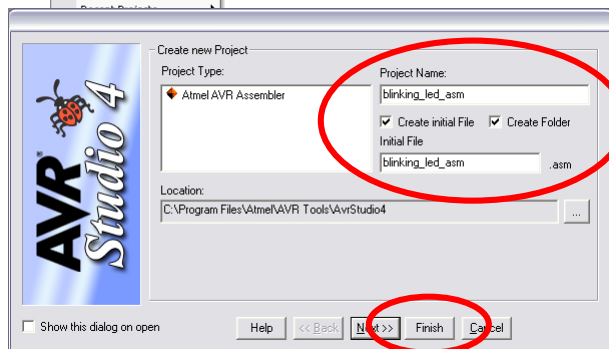 Recent Projects
Create new Project
Project Type:
Project Name:
Atmel AVR Assembler
blinking_led_asm
Create initial File
Create Folder
Initial File
blinking_led_asm
.asm
Location:
C:\Program Files\Atmel\AVR Tools\AvrStudio4
...
AVR
Studio 4
Show this dialog on open
Help
<< Back
Next >>
Finish
Cancel